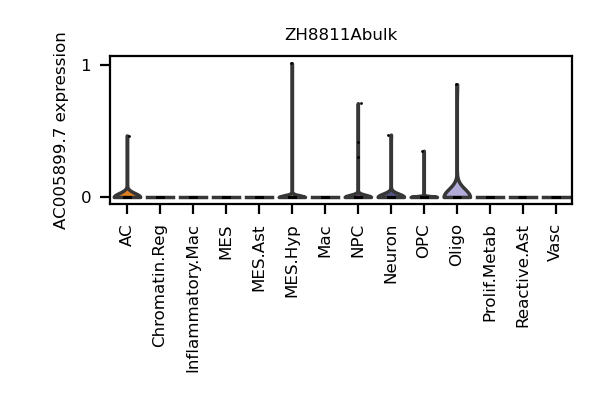 ZH8811Abulk
AC005899.7 expression
1
0
AC
Chromatin.Reg
Inflammatory.Mac
MES
MES.Ast
MES.Hyp
Mac
NPC
Neuron
OPC
Oligo
Prolif.Metab
Reactive.Ast
Vasc